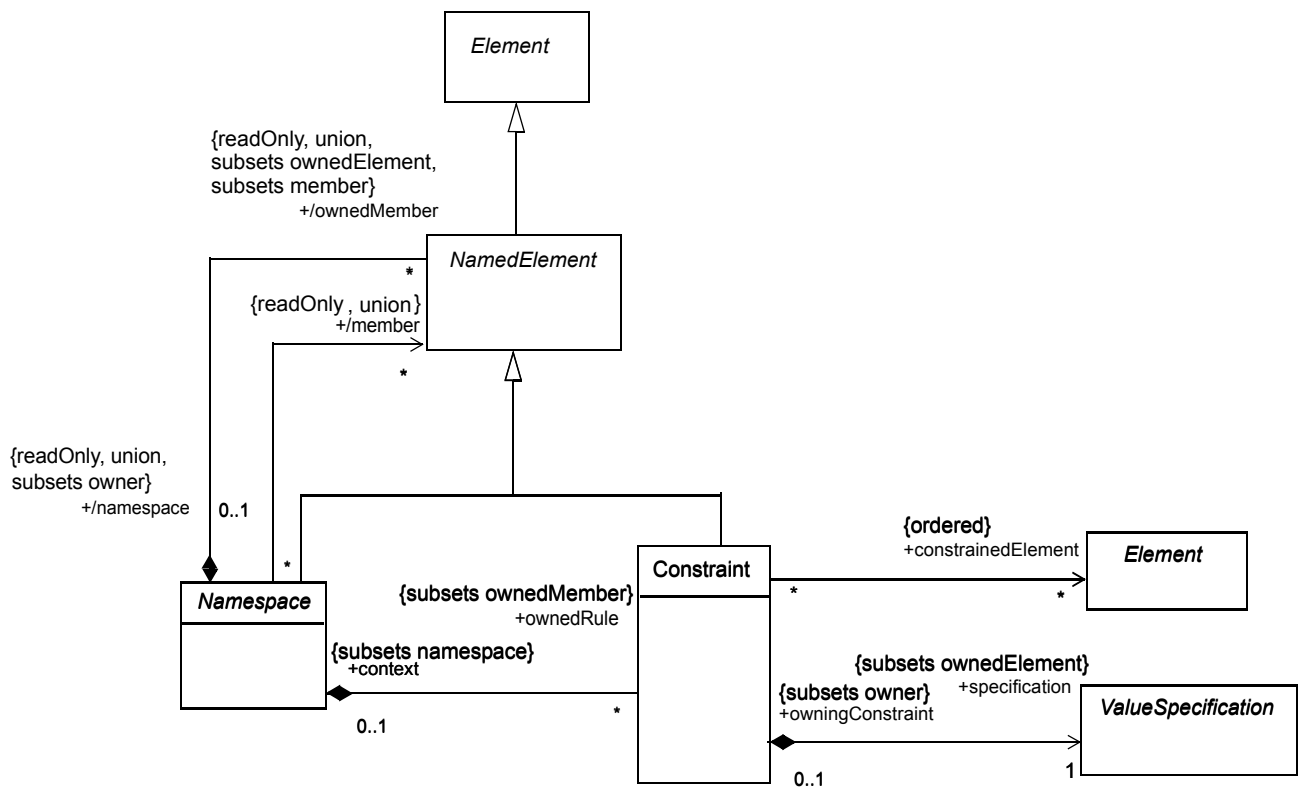 Element
{readOnly, union,
subsets ownedElement,
subsets member}
+/ownedMember
NamedElement
*
{readOnly , union}
+/member
*
{readOnly, union,
subsets owner}
+/namespace
0..1
*
Namespace
{subsets ownedMember}
+ownedRule
Constraint
{ordered}
+constrainedElement
*
*
Element
{subsets namespace}
+context
0..1
*
{subsets ownedElement}
+specification
{subsets owner}
+owningConstraint
0..1
1
ValueSpecification